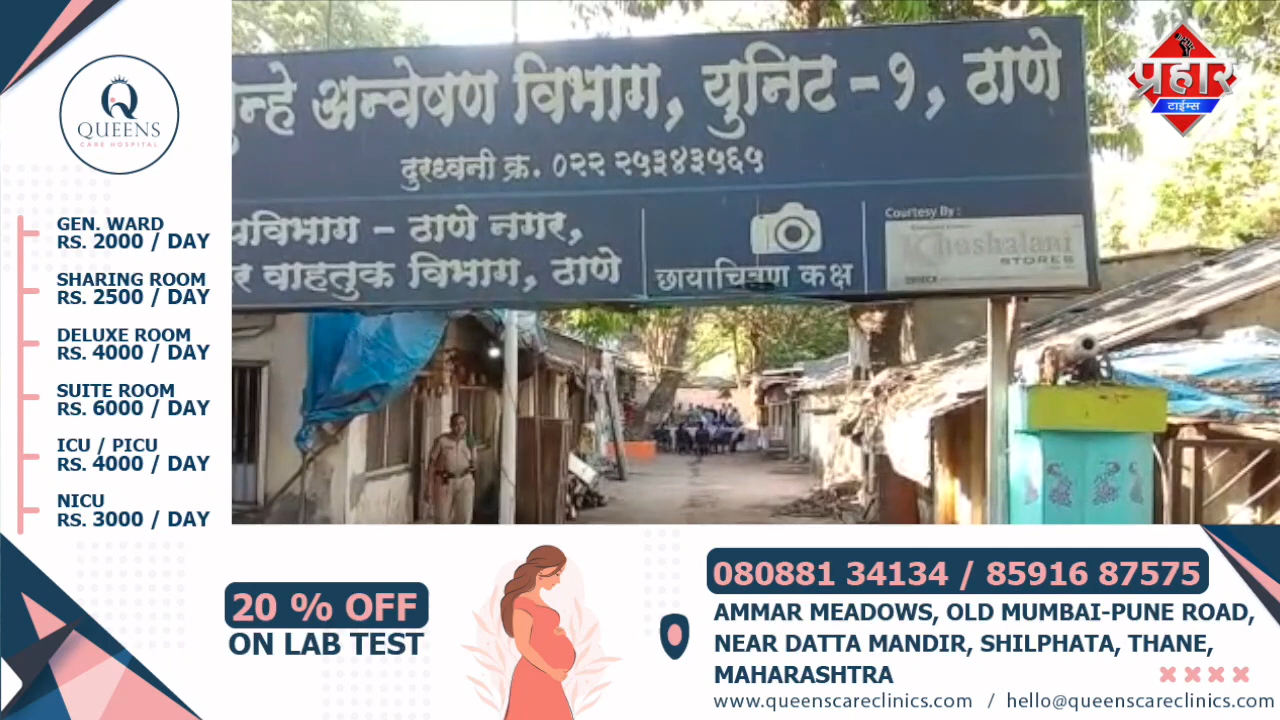 QUEENS
CARE HOSPITAL
GEN. WARD
RS. 2000 / DAY
SHARING ROOM
RS. 2500 / DAY
DELUXE ROOM
RS. 4000 / DAY
SUITE ROOM
RS. 6000 / DAY
ICU / PICU
RS. 4000 / DAY
NICU
RS. 3000 / DAY
ुन्हे अन्वेषण विभाग, युनिट -१, ठाणे
दुरध्वनी क्र. ०२२ २५३४३५६५
पविभाग - ठाणे नगर,
र वाहतुक विभाग, ठाणे
छायाचित्रण कक्ष
Courtesy By :
Khushalani
STORES
प्रहार
टाईम्स
20 % OFF
ON LAB TEST
080881 34134 / 85916 87575
AMMAR MEADOWS, OLD MUMBAI-PUNE ROAD,
NEAR DATTA MANDIR, SHILPHATA, THANE,
MAHARASHTRA
www.queenscareclinics.com / hello@queenscareclinics.com